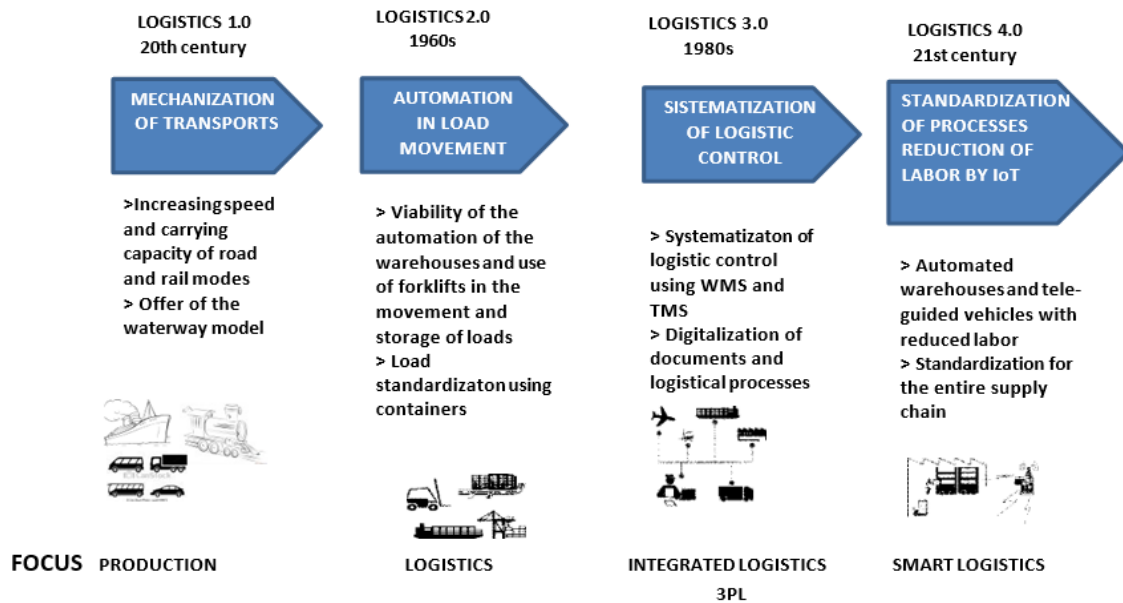 LOGISTICS 1.0
20th century
MECHANIZATION
OF TRANSPORTS
>Increasing speed
and carrying
capacity of road
and rail modes
> Offer of the
waterway model
LOGISTICS 2.0
1960s
AUTOMATION
IN LOAD
MOVEMENT
> Viability of the
automation of the
warehouses and use
of forklifts in the
movement and
storage of loads
> Load
standardizaton using
containers
LOGISTICS 3.0
1980s
SISTEMATIZATION
OF LOGISTIC
CONTROL
> Systematizaton of
logistic control
using WMS and
TMS
> Digitalization of
documents and
logistical processes
LOGISTICS 4.0
21st century
STANDARDIZATION
OF PROCESSES
REDUCTION OF
LABOR BY IoT
> Automated
warehouses and tele-
guided vehicles with
reduced labor
> Standardization for
the entire supply
chain
FOCUS PRODUCTION
LOGISTICS
INTEGRATED LOGISTICS
3PL
SMART LOGISTICS